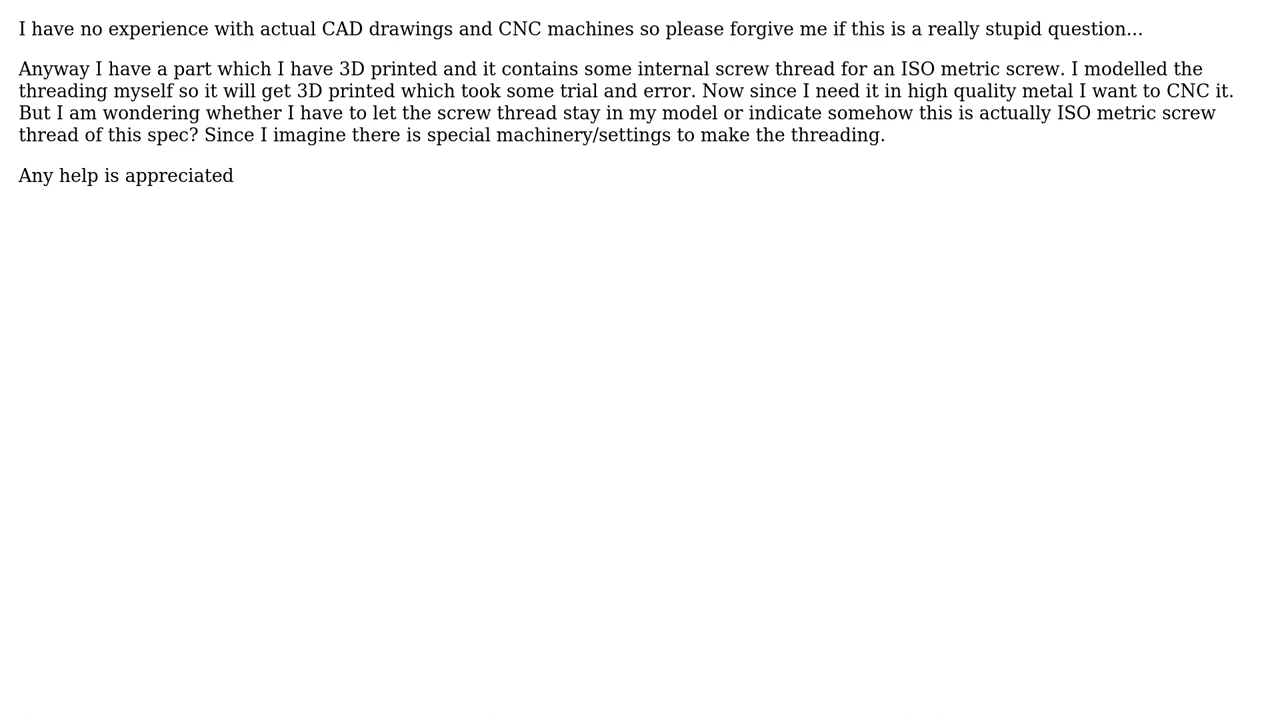 I have no experience with actual CAD drawings and CNC machines so please forgive me if this is a really stupid question...
Anyway I have a part which I have 3D printed and it contains some internal screw thread for an ISO metric screw. I modelled the
threading myself so it will get 3D printed which took some trial and error. Now since I need it in high quality metal I want to CNC it.
But I am wondering whether I have to let the screw thread stay in my model or indicate somehow this is actually ISO metric screw
thread of this spec? Since I imagine there is special machinery/settings to make the threading.
Any help is appreciated